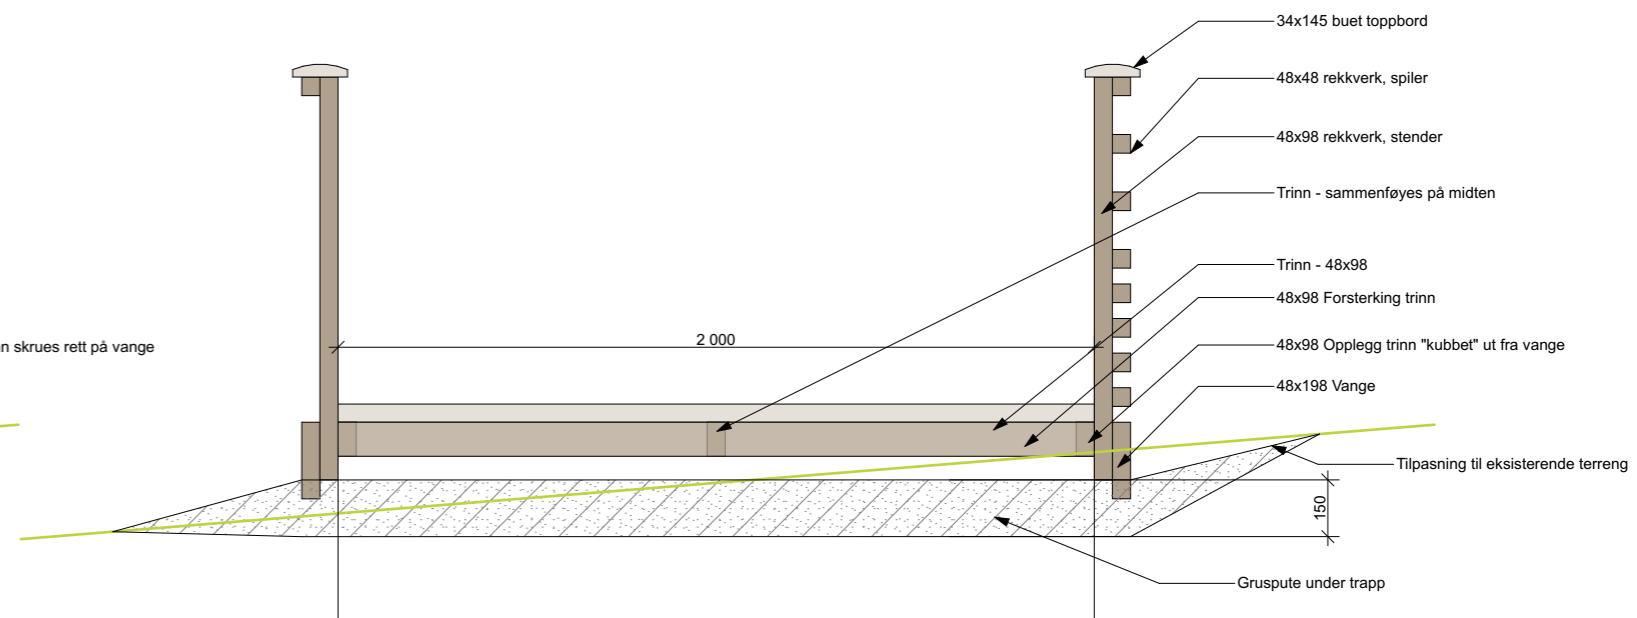 34x145 buet toppbord
48x48 rekkverk, spiler
48x98 rekkverk, stender
Trinn - sammenføyes på midten
Trinn - 48x98
48x98 Forsterking trinn
2 000
n skrues rett på vange
48x98 Opplegg trinn "kubbet" ut fra vange
48x198 Vange
Tilpasning til eksisterende terreng
150
Gruspute under trapp